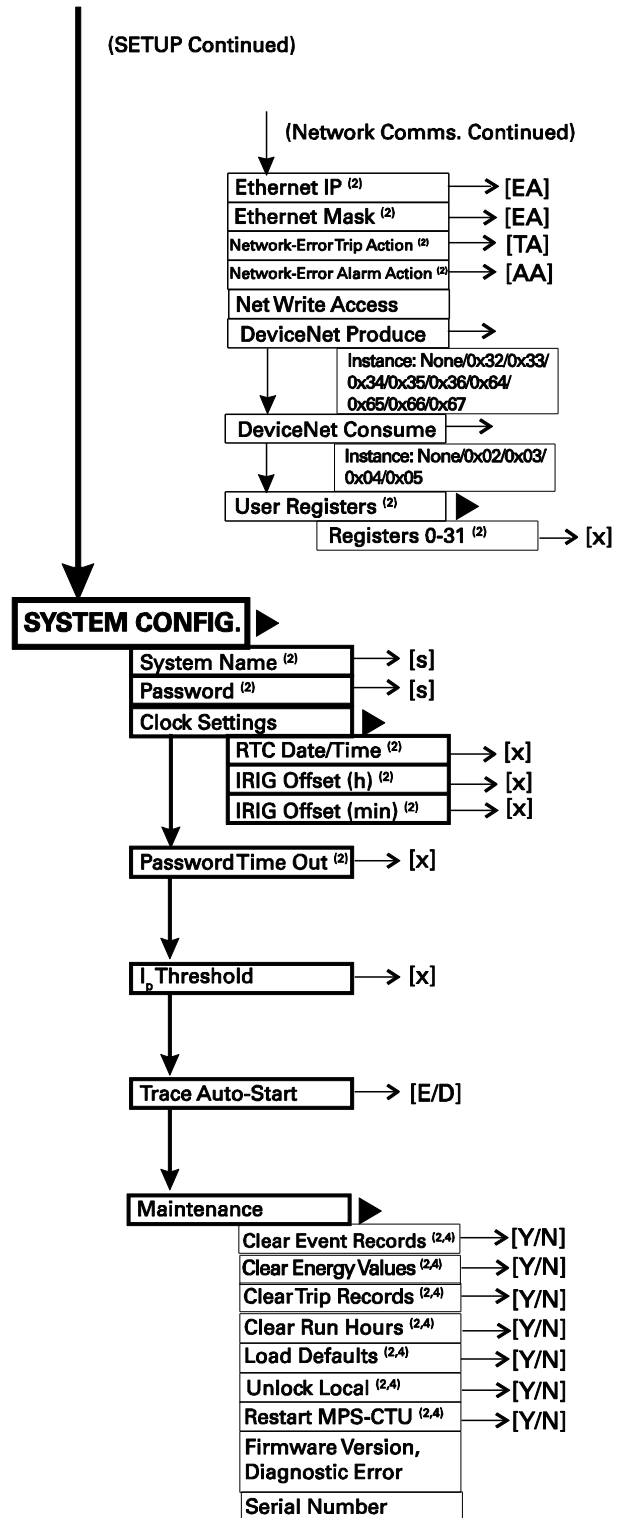 (SETUP Continued)
(Network Comms. Continued)
Ethernet IP (2) [EA]
Ethernet Mask (2) [EA]
Network-Error Trip Action (2) [TA]
Network-Error Alarm Action (2) [AA]
Net Write Access
DeviceNet Produce
Instance: None/0x32/0x33/
0x34/0x35/0x36/0x64/
0x65/0x66/0x67
DeviceNet Consume
Instance: None/0x02/0x03/
0x04/0x05
User Registers (2)
Registers 0-31 (2) [x]
SYSTEM CONFIG.
System Name (2) [s]
Password (2) [s]
Clock Settings
RTC Date/Time (2) [x]
IRIG Offset (h) (2) [x]
IRIG Offset (min) (2) [x]
Password Time Out (2) [x]
Ip Threshold [x]
Trace Auto-Start [E/D]
Maintenance
Clear Event Records (2,4) [Y/N]
Clear Energy Values (2,4) [Y/N]
Clear Trip Records (2,4) [Y/N]
Clear Run Hours (2,4) [Y/N]
Load Defaults (2,4) [Y/N]
Unlock Local (2,4) [Y/N]
Restart MPS-CTU (2,4) [Y/N]
Firmware Version,
Diagnostic Error
Serial Number